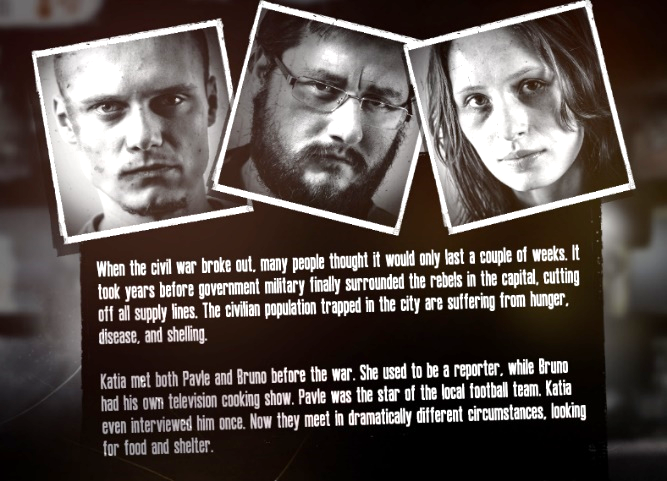 When the civil war broke out, many people thought it would only last a couple of weeks. It
took years before government military finally surrounded the rebels in the capital, cutting
off all supply lines. The civilian population trapped in the city are suffering from hunger,
disease, and shelling.
Katia met both Pavle and Bruno before the war. She used to be a reporter, while Bruno
had his own television cooking show. Pavle was the star of the local football team. Katia
even interviewed him once. Now they meet in dramatically different circumstances, looking
for food and shelter.